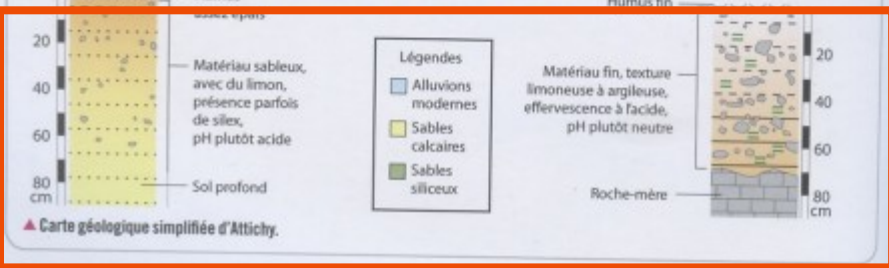 assez épais
Humus fin
20
40
60
80
cm
Matériau sableux,
avec du limon,
présence parfois
de silex,
pH plutôt acide
Sol profond
Légendes
Alluvions
modernes
Sables
calcaires
Sables
siliceux
Matériau fin, texture
limoneuse à argileuse,
effervescence à l'acide,
pH plutôt neutre
Roche-mère
20
40
60
80
cm
▲ Carte géologique simplifiée d'Attichy.